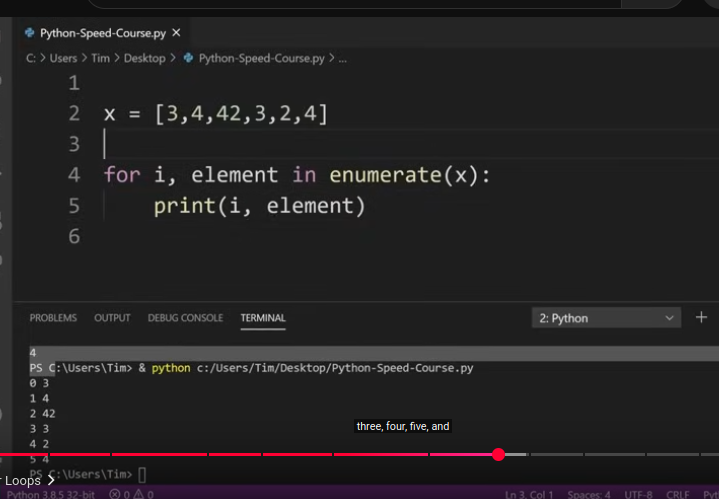 Python-Speed-Course.py ×
C: > Users > Tim > Desktop > Python-Speed-Course.py > ...
1
2 x = [3,4,42,3,2,4]
3
4 for i, element in enumerate(x):
5     print(i, element)
6
PROBLEMS OUTPUT DEBUG CONSOLE TERMINAL 2: Python
4
PS C:\Users\Tim> & python c:/Users/Tim/Desktop/Python-Speed-Course.py
0 3
1 4
2 42
three, four, five, and
3 3
4 2
5 4
PS C:\Users\Tim>
Loops >
Python 3.8.5 32-bit 0 0 Ln 3, Col 1 Spaces: 4 UTF-8 CRLF